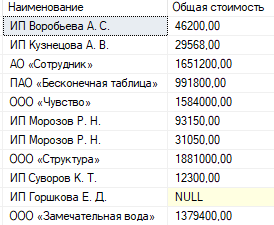 Наименование Общая стоимость
ИП Воробьева А. С. 46200,00
ИП Кузнецова А. В. 29568,00
АО «Сотрудник» 1651200,00
ПАО «Бесконечная таблица» 991800,00
ООО «Чувство» 1584000,00
ИП Морозов Р. Н. 93150,00
ИП Морозов Р. Н. 31050,00
ООО «Структура» 1881000,00
ИП Суворов К. Т. 12300,00
ИП Горшкова Е. Д. NULL
ООО «Замечательная вода» 1379400,00